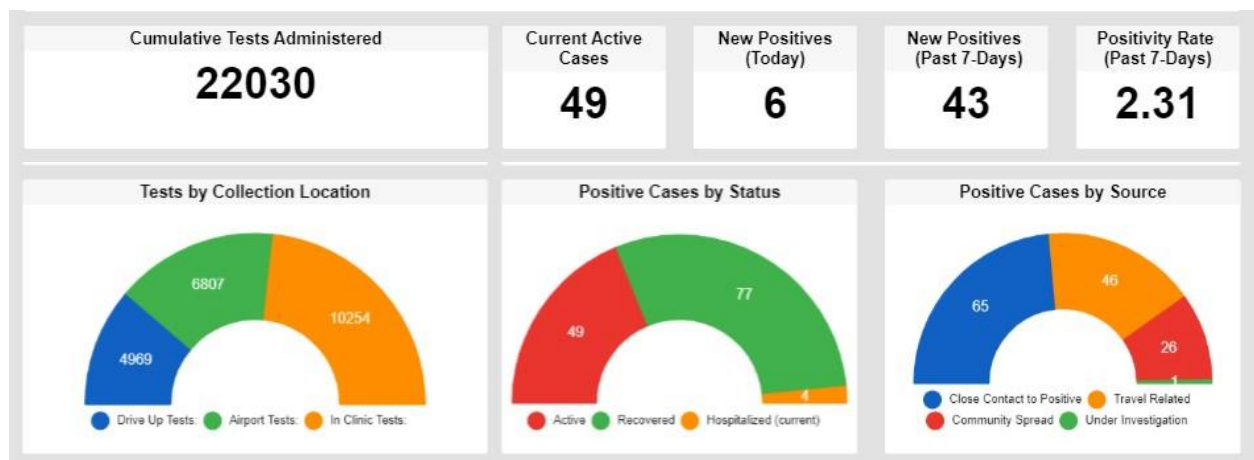 Cumulative Tests Administered
22030
Current Active
Cases
49
New Positives
(Today)
6
New Positives
(Past 7-Days)
43
Positivity Rate
(Past 7-Days)
2.31
Tests by Collection Location
6807
10254
4969
Drive Up Tests: Airport Tests: In Clinic Tests:
Positive Cases by Status
77
49
4
Active Recovered Hospitalized (current)
Positive Cases by Source
46
65
26
1
Close Contact to Positive Travel Related
Community Spread Under Investigation